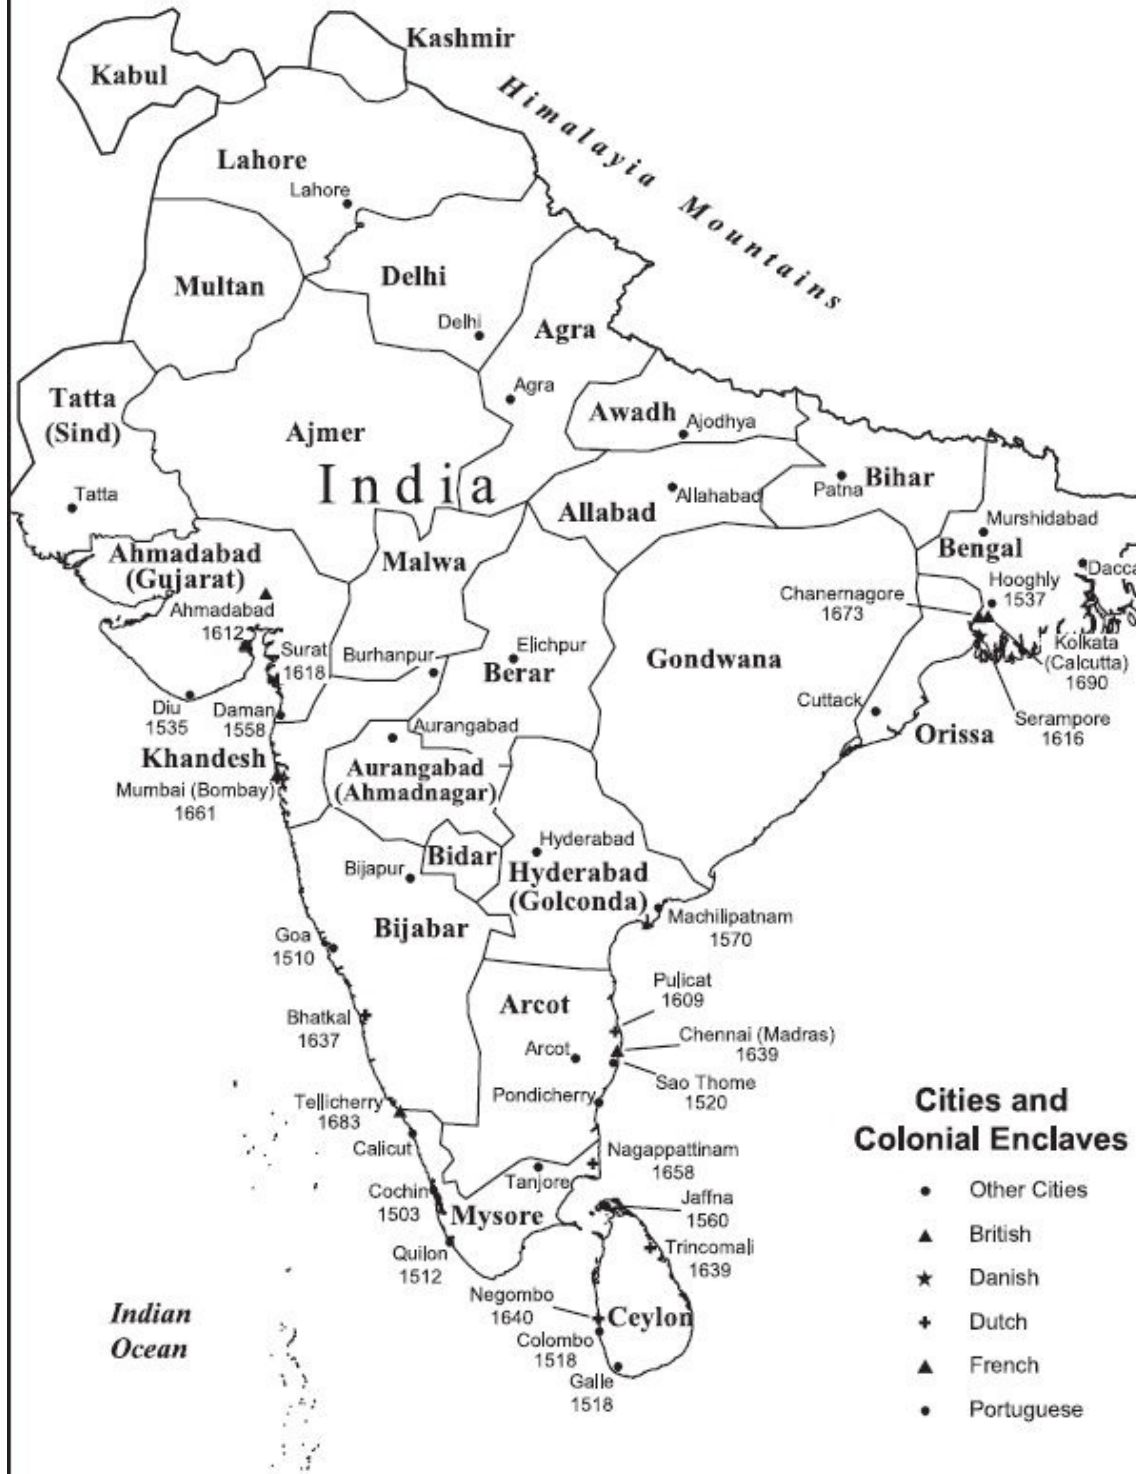 Kashmir
Kabul
Himalayia Mountains
Lahore
Lahore
Multan
Delhi
Delhi
Agra
Agra
Tatta
(Sind)
Tatta
Ajmer
Awadh
Ajodhya
India
Allabad
Allahabad
Bihar
Patna
Murshidabad
Bengal
Dacca
Ahmadabad
(Gujarat)
Malwa
Ahmadabad
1612
Chanernagore
1673
Hooghly
1537
Kolkata
(Calcutta)
1690
Surat
1618
Burhanpur
Elichpur
Berar
Gondwana
Diu
1535
Daman
1558
Cuttack
Orissa
Serampore
1616
Khandesh
Mumbai (Bombay)
1661
Aurangabad
Aurangabad
(Ahmadnagar)
Bidar
Hyderabad
Hyderabad
(Golconda)
Bijapur
Bijabar
Machilipatnam
1570
Goa
1510
Pulicat
1609
Arcot
Bhatkal
1637
Chennai (Madras)
1639
Arcot
Sao Thome
1520
Tellicherry
1683
Pondicherry
Calicut
Nagappattinam
1658
Tanjore
Cochin
1503
Mysore
Jaffna
1560
Quilon
1512
Trincomali
1639
Negombo
1640
Ceylon
Colombo
1518
Galle
1518
Indian
Ocean
Cities and
Colonial Enclaves
Other Cities
British
Danish
Dutch
French
Portuguese